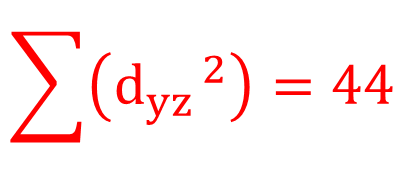 ∑(d_yz ²) = 44